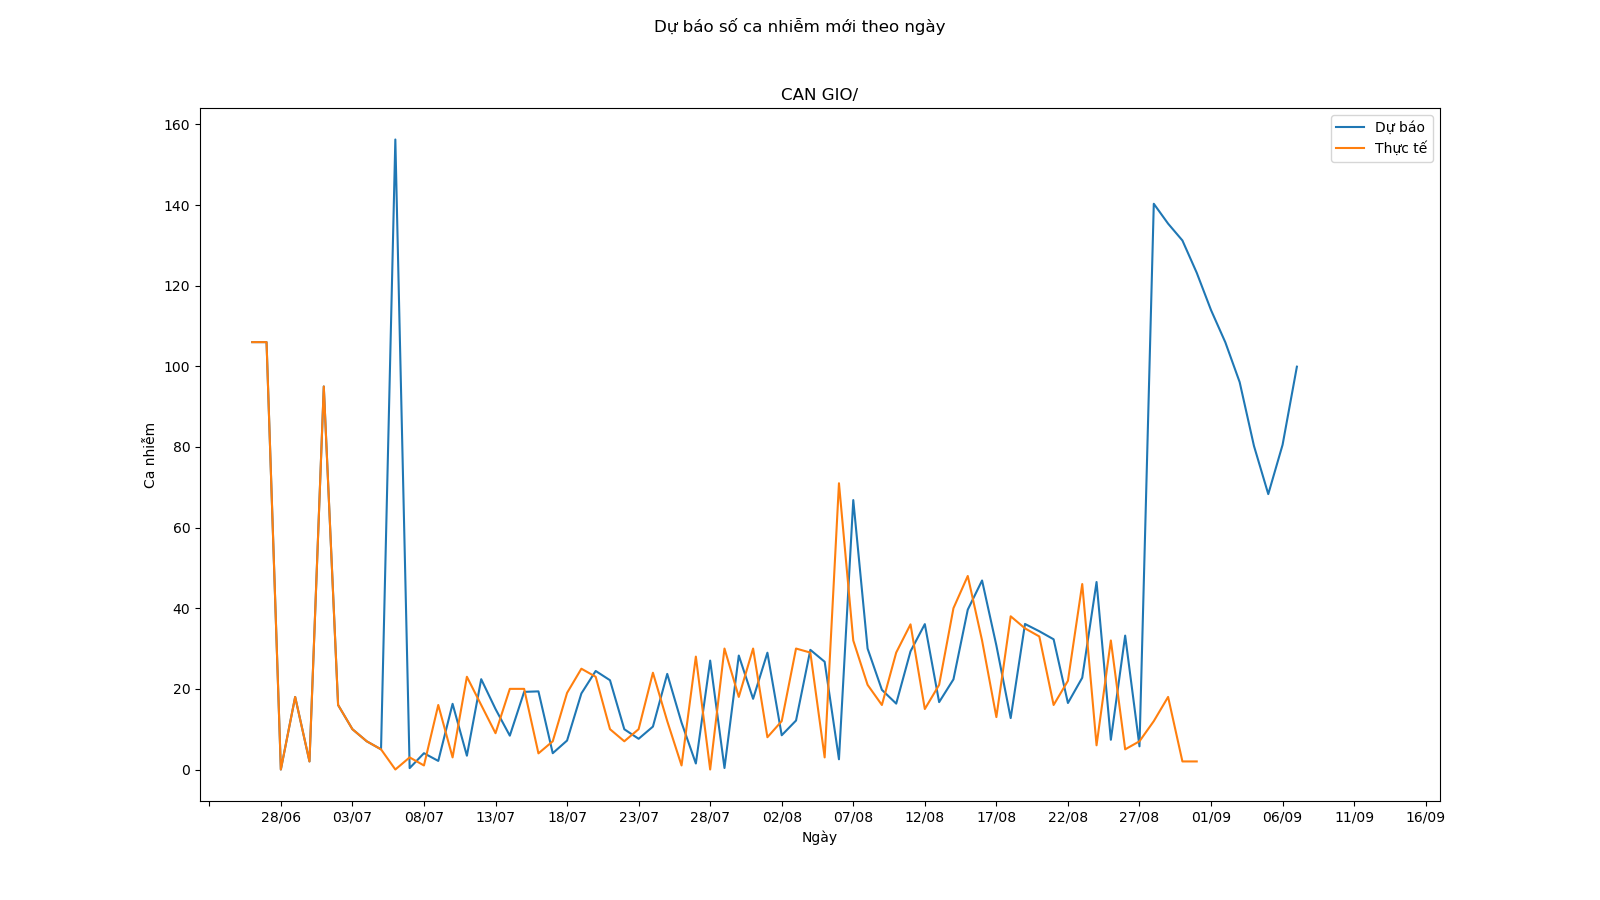 Dự báo số ca nhiễm mới theo ngày
CAN GIO/
Dự báo
Thực tế
160
140
120
100
80
60
40
20
0
Ca nhiễm
28/06 03/07 08/07 13/07 18/07 23/07 28/07 02/08 07/08 12/08 17/08 22/08 27/08 01/09 06/09 11/09 16/09
Ngày